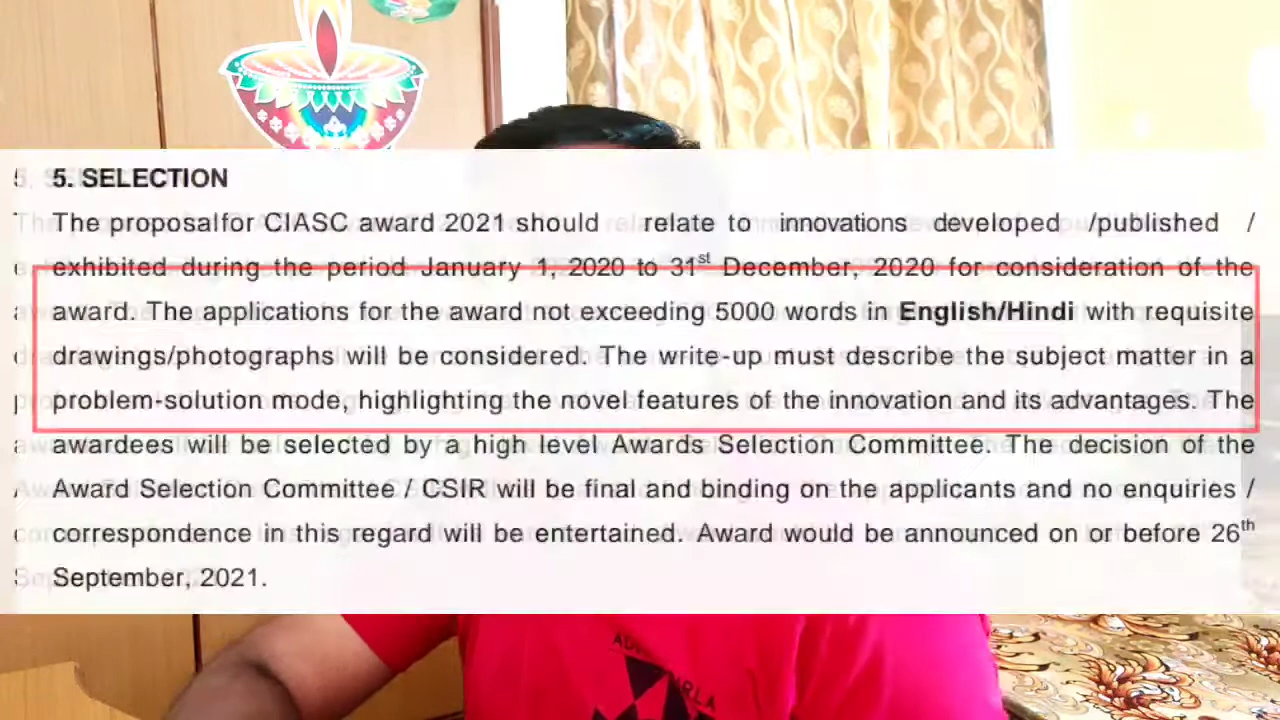 5. SELECTION
The proposal for CIASC award 2021 should relate to innovations developed /published /
exhibited during the period January 1, 2020 to 31st December, 2020 for consideration of the
award. The applications for the award not exceeding 5000 words in English/Hindi with requisite
drawings/photographs will be considered. The write-up must describe the subject matter in a
problem-solution mode, highlighting the novel features of the innovation and its advantages. The
awardees will be selected by a high level Awards Selection Committee. The decision of the
Award Selection Committee / CSIR will be final and binding on the applicants and no enquiries /
correspondence in this regard will be entertained. Award would be announced on or before 26th
September, 2021.